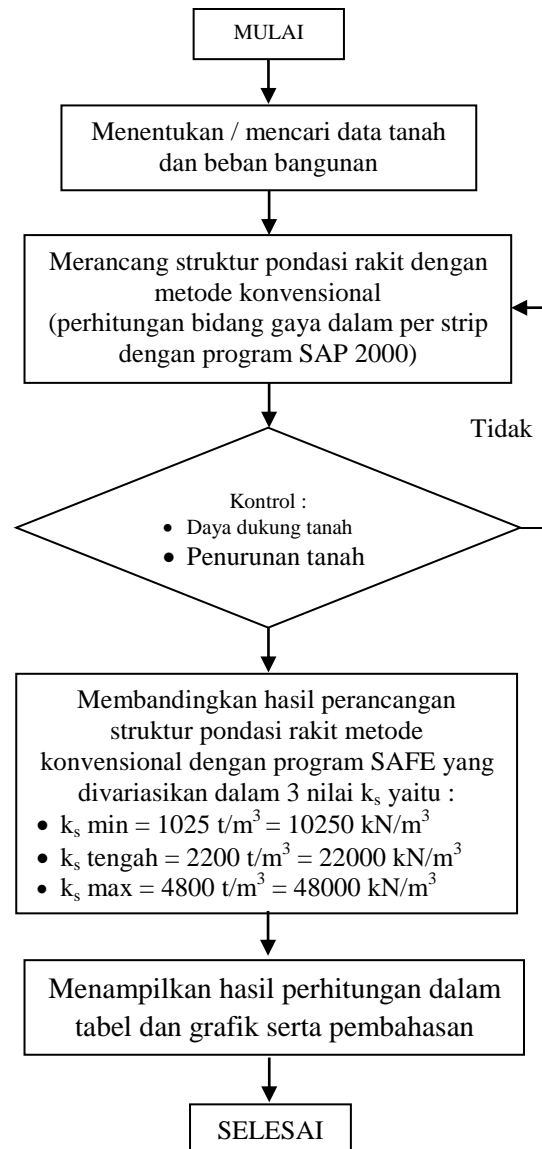 MULAI
Menentukan / mencari data tanah
dan beban bangunan
Merancang struktur pondasi rakit dengan
metode konvensional
(perhitungan bidang gaya dalam per strip
dengan program SAP 2000)
Tidak
Kontrol :
• Daya dukung tanah
• Penurunan tanah
Membandingkan hasil perancangan
struktur pondasi rakit metode
konvensional dengan program SAFE yang
divariasikan dalam 3 nilai kₛ yaitu :
• kₛ min = 1025 t/m³ = 10250 kN/m³
• kₛ tengah = 2200 t/m³ = 22000 kN/m³
• kₛ max = 4800 t/m³ = 48000 kN/m³
Menampilkan hasil perhitungan dalam
tabel dan grafik serta pembahasan
SELESAI